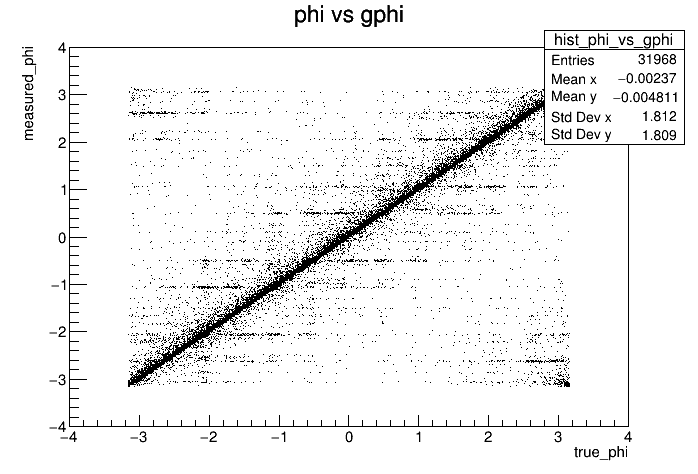 phi vs gphi
hist_phi_vs_gphi
Entries 31968
Mean x −0.00237
Mean y −0.004811
Std Dev x 1.812
Std Dev y 1.809
measured_phi
4
3
2
1
0
−1
−2
−3
−4
−4 −3 −2 −1 0 1 2 3 4
true_phi